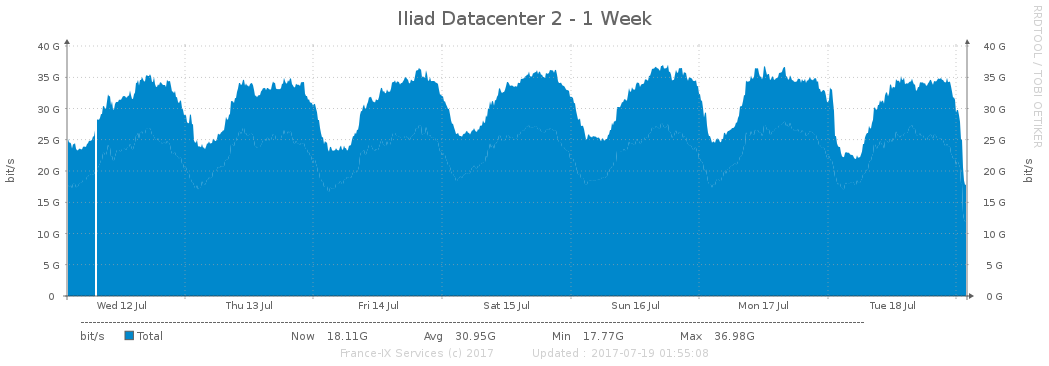 Iliad Datacenter 2 - 1 Week
RRDTOOL / TOBI OETIKER
40 G 40 G
35 G 35 G
30 G 30 G
25 G 25 G
20 G 20 G
15 G 15 G
10 G 10 G
5 G 5 G
0 0 G
bit/s bit/s
Wed 12 Jul Thu 13 Jul Fri 14 Jul Sat 15 Jul Sun 16 Jul Mon 17 Jul Tue 18 Jul
bit/s Total Now 18.11G Avg 30.95G Min 17.77G Max 36.98G
France-IX Services (c) 2017 Updated : 2017-07-19 01:55:08